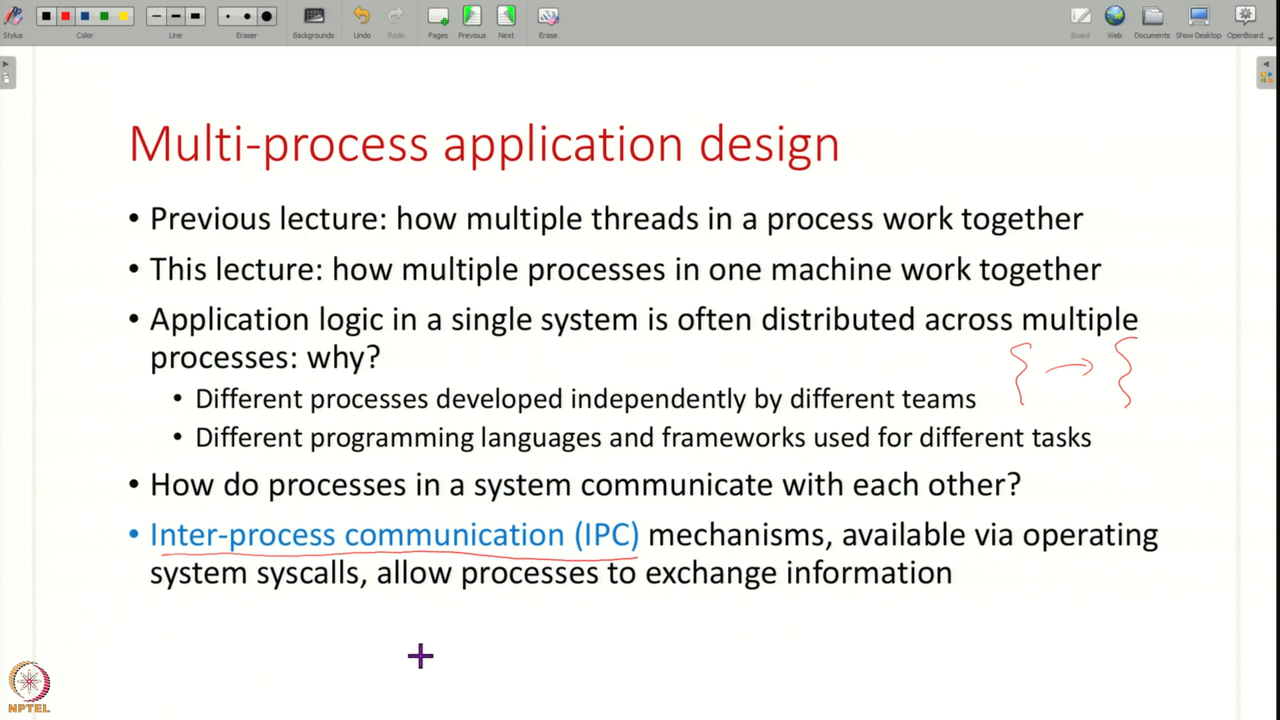 Stylus Color Line Eraser Backgrounds Undo Redo Pages Previous Next Erase Board Web Documents Show Desktop OpenBoard
Multi-process application design
• Previous lecture: how multiple threads in a process work together
• This lecture: how multiple processes in one machine work together
• Application logic in a single system is often distributed across multiple
processes: why?
• Different processes developed independently by different teams
• Different programming languages and frameworks used for different tasks
• How do processes in a system communicate with each other?
• Inter-process communication (IPC) mechanisms, available via operating
system syscalls, allow processes to exchange information
NPTEL